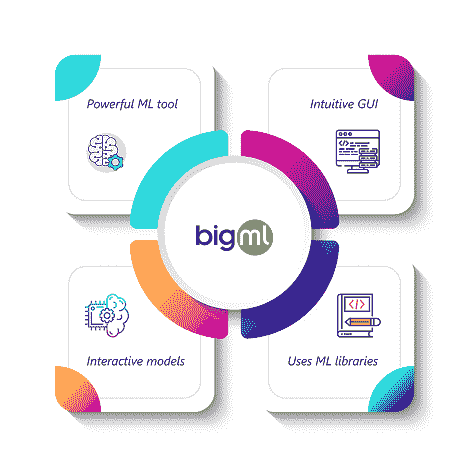 Powerful ML tool
Intuitive GUI
bigml
Interactive models
Uses ML libraries